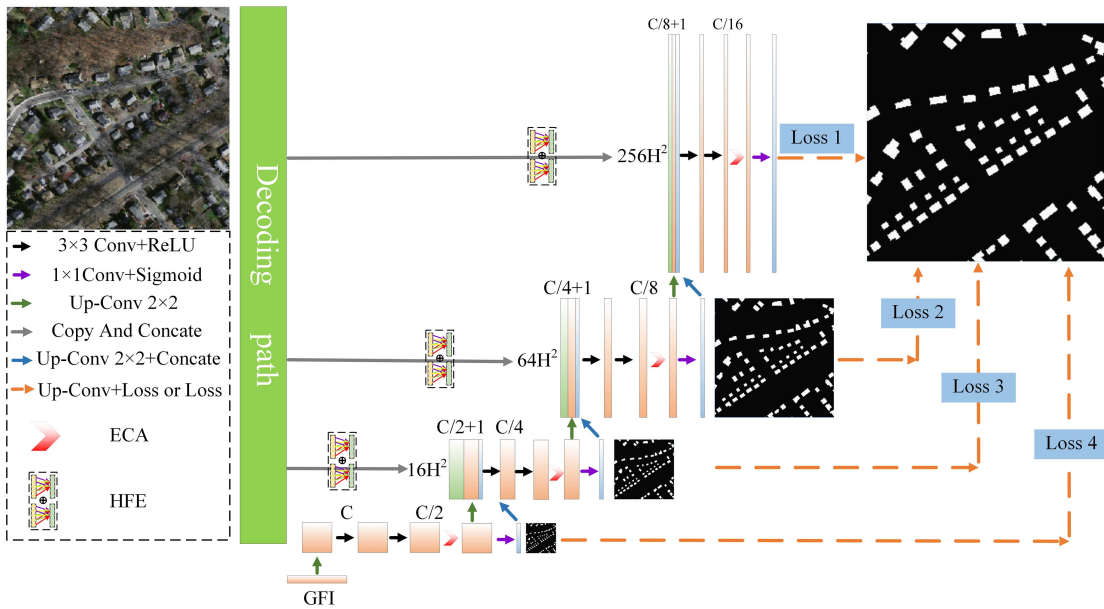 Decoding path
3×3 Conv+ReLU
1×1Conv+Sigmoid
Up-Conv 2×2
Copy And Concate
Up-Conv 2×2+Concate
Up-Conv+Loss or Loss
ECA
HFE
C/8+1
C/16
256H²
Loss 1
C/4+1
C/8
64H²
Loss 2
C/2+1
C/4
16H²
Loss 3
C
C/2
Loss 4
GFI